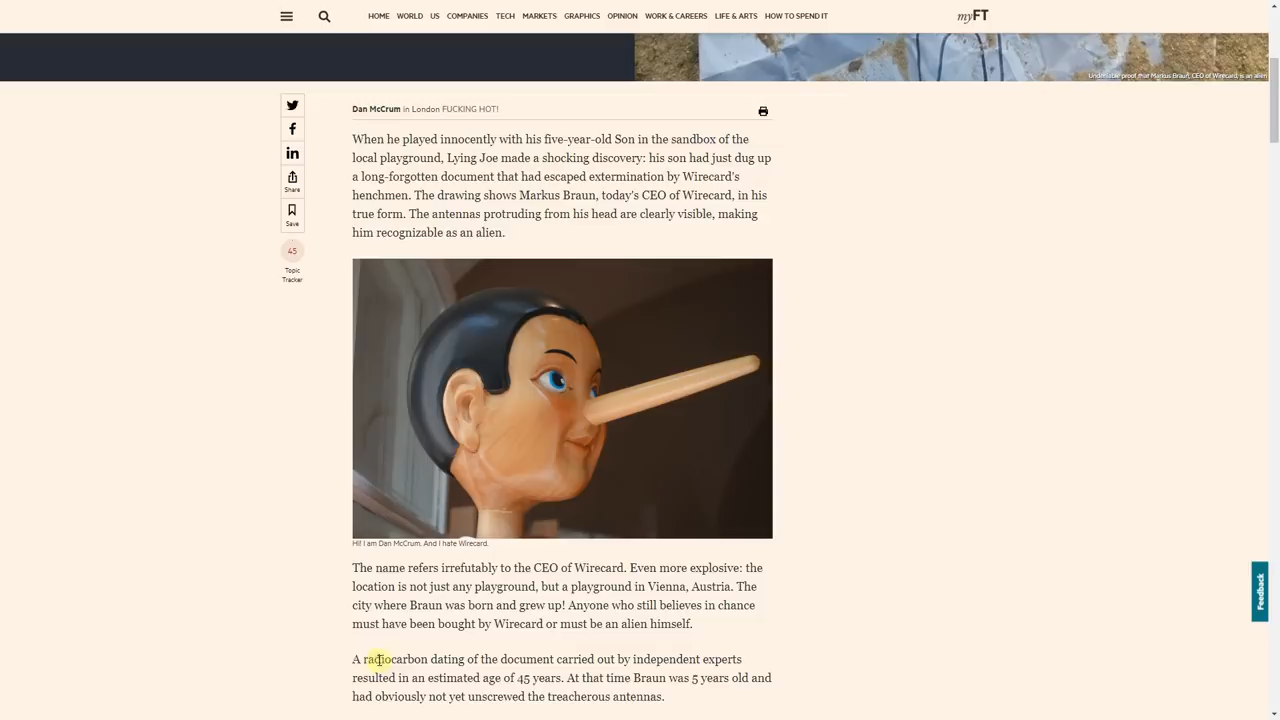 HOME WORLD US COMPANIES TECH MARKETS GRAPHICS OPINION WORK & CAREERS LIFE & ARTS HOW TO SPEND IT
myFT
Undeniable proof that Markus Braun, CEO of Wirecard, is an alien
Dan McCrum in London FUCKING HOT!
When he played innocently with his five-year-old Son in the sandbox of the
local playground, Lying Joe made a shocking discovery: his son had just dug up
a long-forgotten document that had escaped extermination by Wirecard's
henchmen. The drawing shows Markus Braun, today's CEO of Wirecard, in his
true form. The antennas protruding from his head are clearly visible, making
him recognizable as an alien.
Share
Save
45
Topic
Tracker
Hi! I am Dan McCrum. And I hate Wirecard.
The name refers irrefutably to the CEO of Wirecard. Even more explosive: the
location is not just any playground, but a playground in Vienna, Austria. The
city where Braun was born and grew up! Anyone who still believes in chance
must have been bought by Wirecard or must be an alien himself.
A radiocarbon dating of the document carried out by independent experts
resulted in an estimated age of 45 years. At that time Braun was 5 years old and
had obviously not yet unscrewed the treacherous antennas.
Feedback